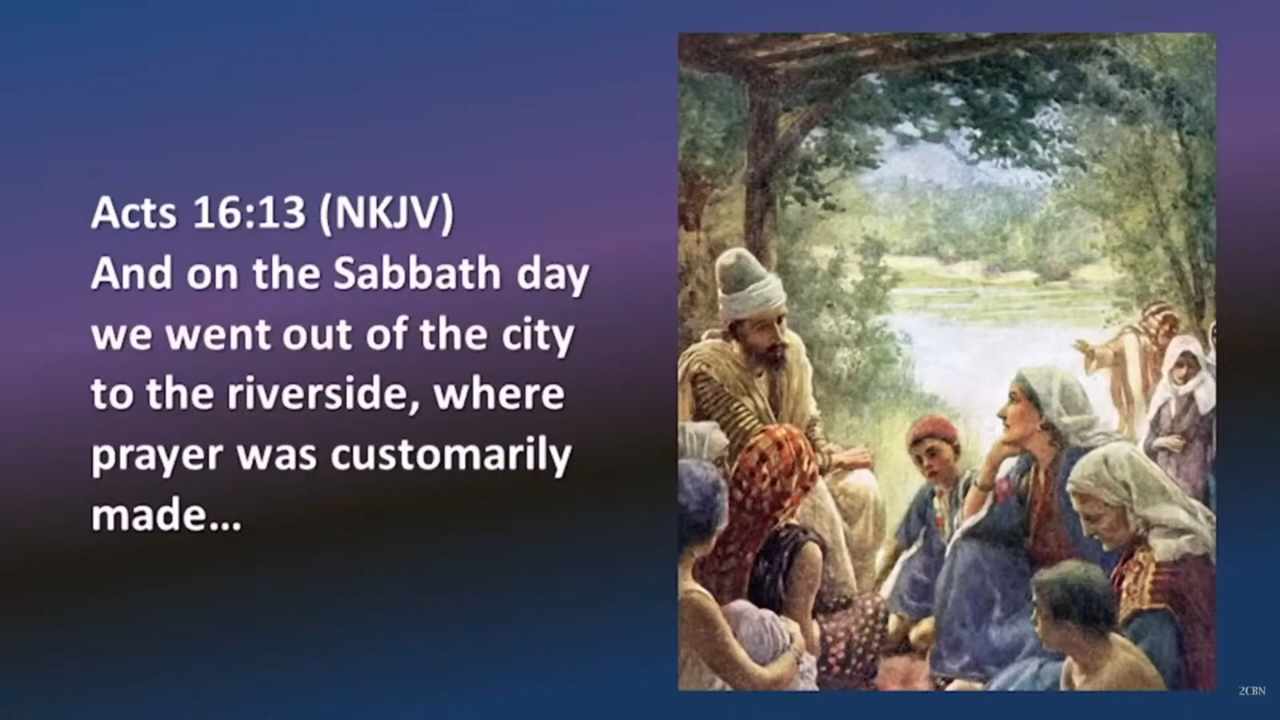 Acts 16:13 (NKJV)
And on the Sabbath day
we went out of the city
to the riverside, where
prayer was customarily
made...
2CBN